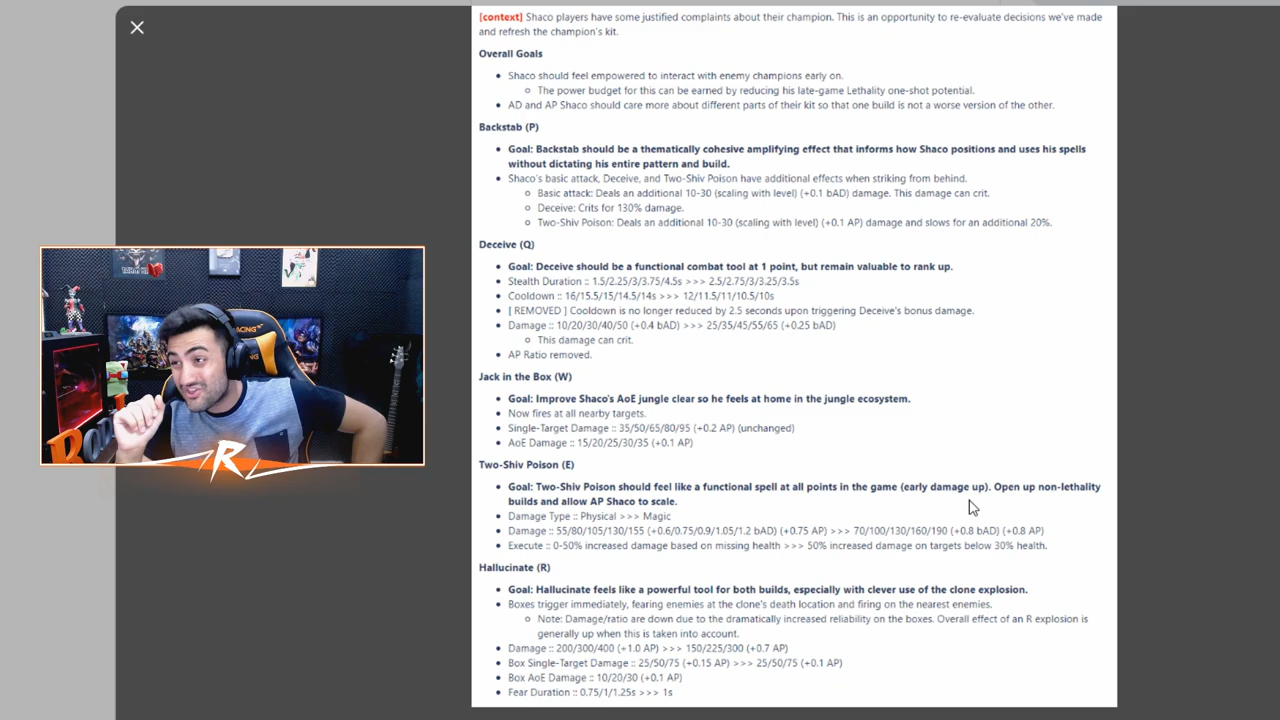 [context] Shaco players have some justified complaints about their champion. This is an opportunity to re-evaluate decisions we've made
and refresh the champion's kit.
Overall Goals
• Shaco should feel empowered to interact with enemy champions early on.
○ The power budget for this can be earned by reducing his late-game Lethality one-shot potential.
• AD and AP Shaco should care more about different parts of their kit so that one build is not a worse version of the other.
Backstab (P)
• Goal: Backstab should be a thematically cohesive amplifying effect that informs how Shaco positions and uses his spells
without dictating his entire pattern and build.
• Shaco's basic attack, Deceive, and Two-Shiv Poison have additional effects when striking from behind.
○ Basic attack: Deals an additional 10-30 (scaling with level) (+0.1 bAD) damage. This damage can crit.
○ Deceive: Crits for 130% damage.
○ Two-Shiv Poison: Deals an additional 10-30 (scaling with level) (+0.1 AP) damage and slows for an additional 20%.
Deceive (Q)
• Goal: Deceive should be a functional combat tool at 1 point, but remain valuable to rank up.
• Stealth Duration :: 1.5/2.25/3/3.75/4.5s >>> 2.5/2.75/3/3.25/3.5s
• Cooldown :: 16/15.5/15/14.5/14s >>> 12/11.5/11/10.5/10s
• [ REMOVED ] Cooldown is no longer reduced by 2.5 seconds upon triggering Deceive's bonus damage.
• Damage :: 10/20/30/40/50 (+0.4 bAD) >>> 25/35/45/55/65 (+0.25 bAD)
○ This damage can crit.
• AP Ratio removed.
Jack in the Box (W)
• Goal: Improve Shaco's AoE jungle clear so he feels at home in the jungle ecosystem.
• Now fires at all nearby targets.
• Single-Target Damage :: 35/50/65/80/95 (+0.2 AP) (unchanged)
• AoE Damage :: 15/20/25/30/35 (+0.1 AP)
Two-Shiv Poison (E)
• Goal: Two-Shiv Poison should feel like a functional spell at all points in the game (early damage up). Open up non-lethality
builds and allow AP Shaco to scale.
• Damage Type :: Physical >>> Magic
• Damage :: 55/80/105/130/155 (+0.6/0.75/0.9/1.05/1.2 bAD) (+0.75 AP) >>> 70/100/130/160/190 (+0.8 bAD) (+0.8 AP)
• Execute :: 0-50% increased damage based on missing health >>> 50% increased damage on targets below 30% health.
Hallucinate (R)
• Goal: Hallucinate feels like a powerful tool for both builds, especially with clever use of the clone explosion.
• Boxes trigger immediately, fearing enemies at the clone's death location and firing on the nearest enemies.
○ Note: Damage/ratio are down due to the dramatically increased reliability on the boxes. Overall effect of an R explosion is
generally up when this is taken into account.
• Damage :: 200/300/400 (+1.0 AP) >>> 150/225/300 (+0.7 AP)
• Box Single-Target Damage :: 25/50/75 (+0.15 AP) >>> 25/50/75 (+0.1 AP)
• Box AoE Damage :: 10/20/30 (+0.1 AP)
• Fear Duration :: 0.75/1/1.25s >>> 1s
R